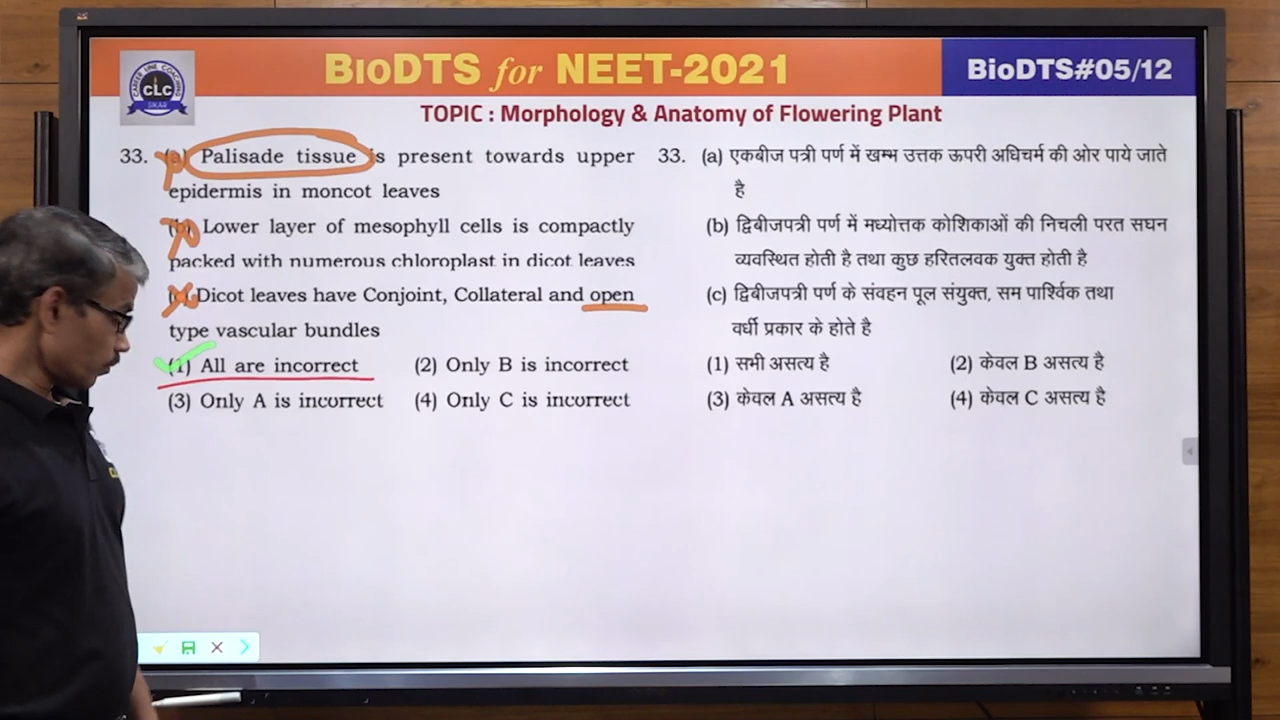 CAREER LINE COACHING
CLC
SIKAR
BioDTS for NEET-2021
BioDTS#05/12
TOPIC : Morphology & Anatomy of Flowering Plant
33. (a) Palisade tissue is present towards upper
epidermis in moncot leaves
(b) Lower layer of mesophyll cells is compactly
packed with numerous chloroplast in dicot leaves
(c) Dicot leaves have Conjoint, Collateral and open
type vascular bundles
(1) All are incorrect (2) Only B is incorrect
(3) Only A is incorrect (4) Only C is incorrect
33. (a) एकबीज पत्री पर्ण में खम्भ उत्तक ऊपरी अधिचर्म की ओर पाये जाते
है
(b) द्विबीजपत्री पर्ण में मध्योत्तक कोशिकाओं की निचली परत सघन
व्यवस्थित होती है तथा कुछ हरितलवक युक्त होती है
(c) द्विबीजपत्री पर्ण के संवहन पूल संयुक्त, सम पार्श्विक तथा
वर्धी प्रकार के होते है
(1) सभी असत्य है (2) केवल B असत्य है
(3) केवल A असत्य है (4) केवल C असत्य है